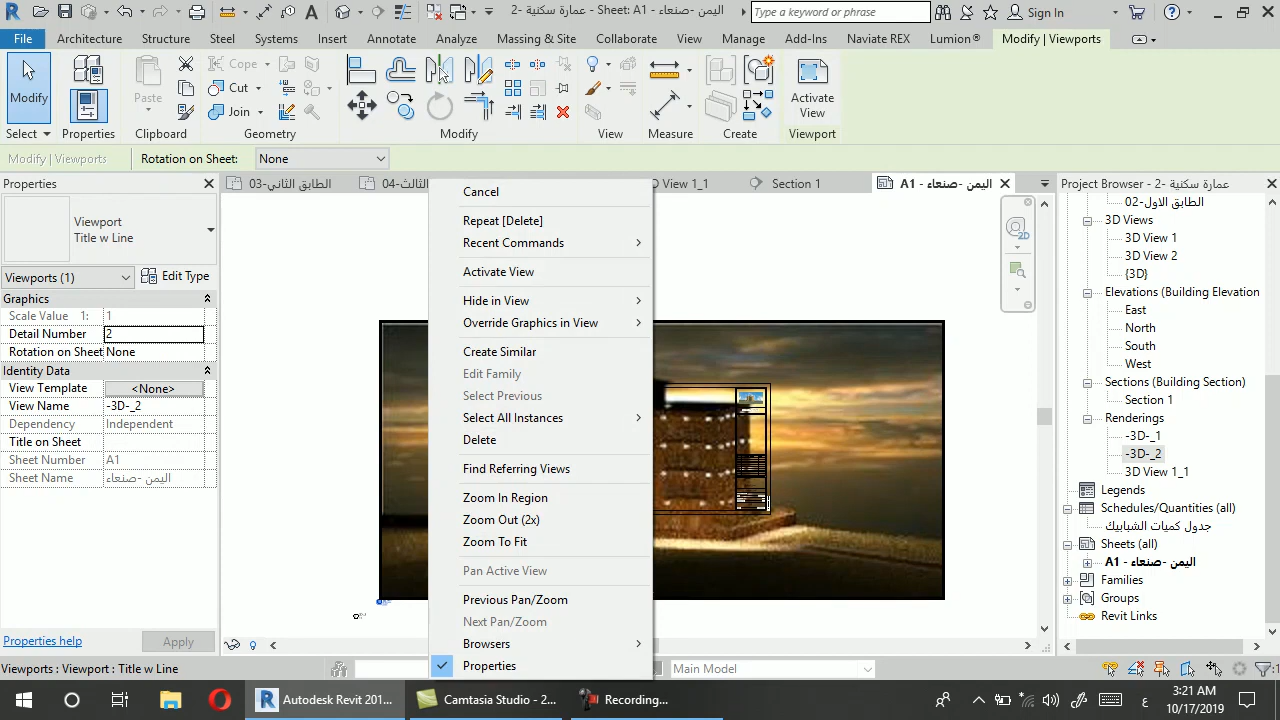 عمارة سكنية -2 - Sheet: A1 - اليمن -صنعاء
Type a keyword or phrase
Sign In
File
Architecture
Structure
Steel
Systems
Insert
Annotate
Analyze
Massing & Site
Collaborate
View
Manage
Add-Ins
Naviate REX
Lumion®
Modify | Viewports
Modify
Paste
Cope
Cut
Join
Activate
View
Select
Properties
Clipboard
Geometry
Modify
View
Measure
Create
Viewport
Modify | Viewports
Rotation on Sheet:
None
Properties
الطابق الثاني-03
الثالث-04
View 1_1
Section 1
A1 - اليمن -صنعاء
Project Browser - عمارة سكنية -2
Viewport
Title w Line
Viewports (1)
Edit Type
Graphics
Scale Value 1:
1
Detail Number
2
Rotation on Sheet
None
Identity Data
View Template
<None>
View Name
-3D-_2
Dependency
Independent
Title on Sheet
Sheet Number
A1
Sheet Name
اليمن -صنعاء
Properties help
Apply
Cancel
Repeat [Delete]
Recent Commands
Activate View
Hide in View
Override Graphics in View
Create Similar
Edit Family
Select Previous
Select All Instances
Delete
Find Referring Views
Zoom In Region
Zoom Out (2x)
Zoom To Fit
Pan Active View
Previous Pan/Zoom
Next Pan/Zoom
Browsers
Properties
2D
الطابق الاول-02
3D Views
3D View 1
3D View 2
{3D}
Elevations (Building Elevation
East
North
South
West
Sections (Building Section)
Section 1
Renderings
-3D-_1
-3D-_2
3D View 1_1
Legends
Schedules/Quantities (all)
جدول كميات الشبابيك
Sheets (all)
A1 - اليمن -صنعاء
Families
Groups
Revit Links
Viewports : Viewport : Title w Line
Main Model
Autodesk Revit 201...
Camtasia Studio - 2...
Recording...
ع
3:21 AM
10/17/2019